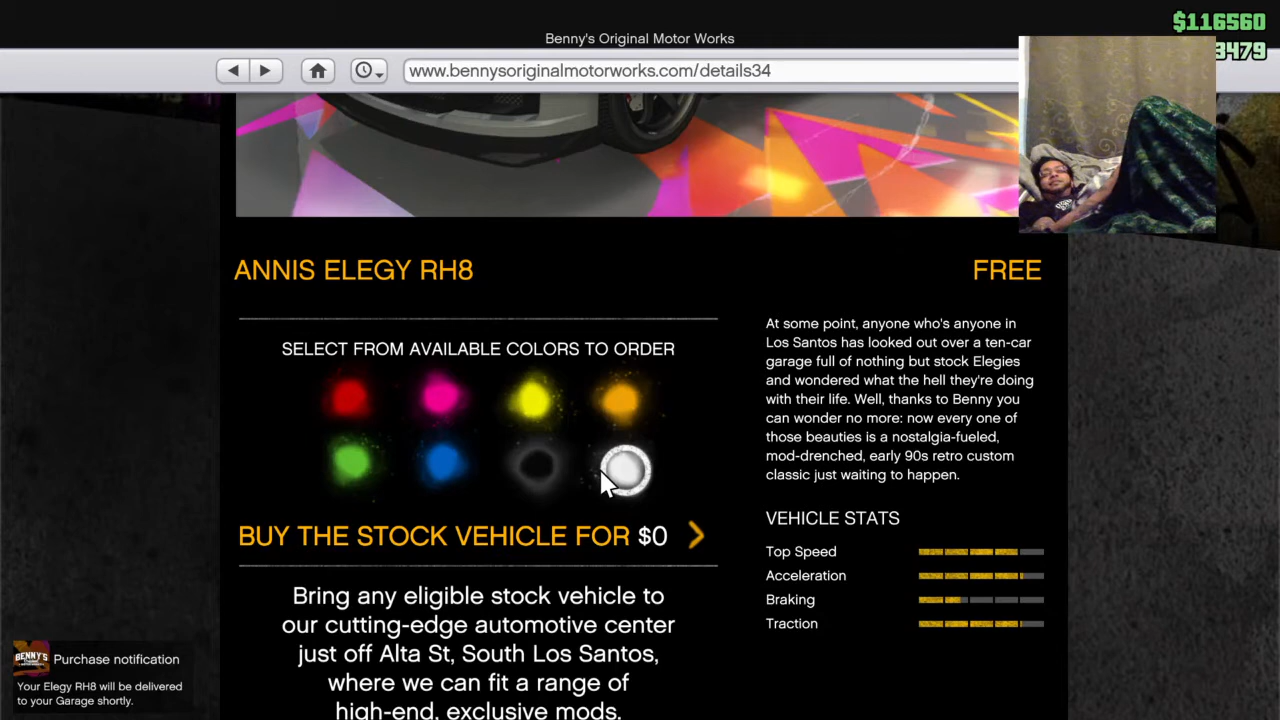 $116560
Benny's Original Motor Works
3479
www.bennysoriginalmotorworks.com/details34
ANNIS ELEGY RH8
FREE
SELECT FROM AVAILABLE COLORS TO ORDER
BUY THE STOCK VEHICLE FOR $0
Bring any eligible stock vehicle to
our cutting-edge automotive center
just off Alta St, South Los Santos,
where we can fit a range of
high-end, exclusive mods.
At some point, anyone who's anyone in
Los Santos has looked out over a ten-car
garage full of nothing but stock Elegies
and wondered what the hell they're doing
with their life. Well, thanks to Benny you
can wonder no more: now every one of
those beauties is a nostalgia-fueled,
mod-drenched, early 90s retro custom
classic just waiting to happen.
VEHICLE STATS
Top Speed
Acceleration
Braking
Traction
BENNY'S
Purchase notification
Your Elegy RH8 will be delivered
to your Garage shortly.